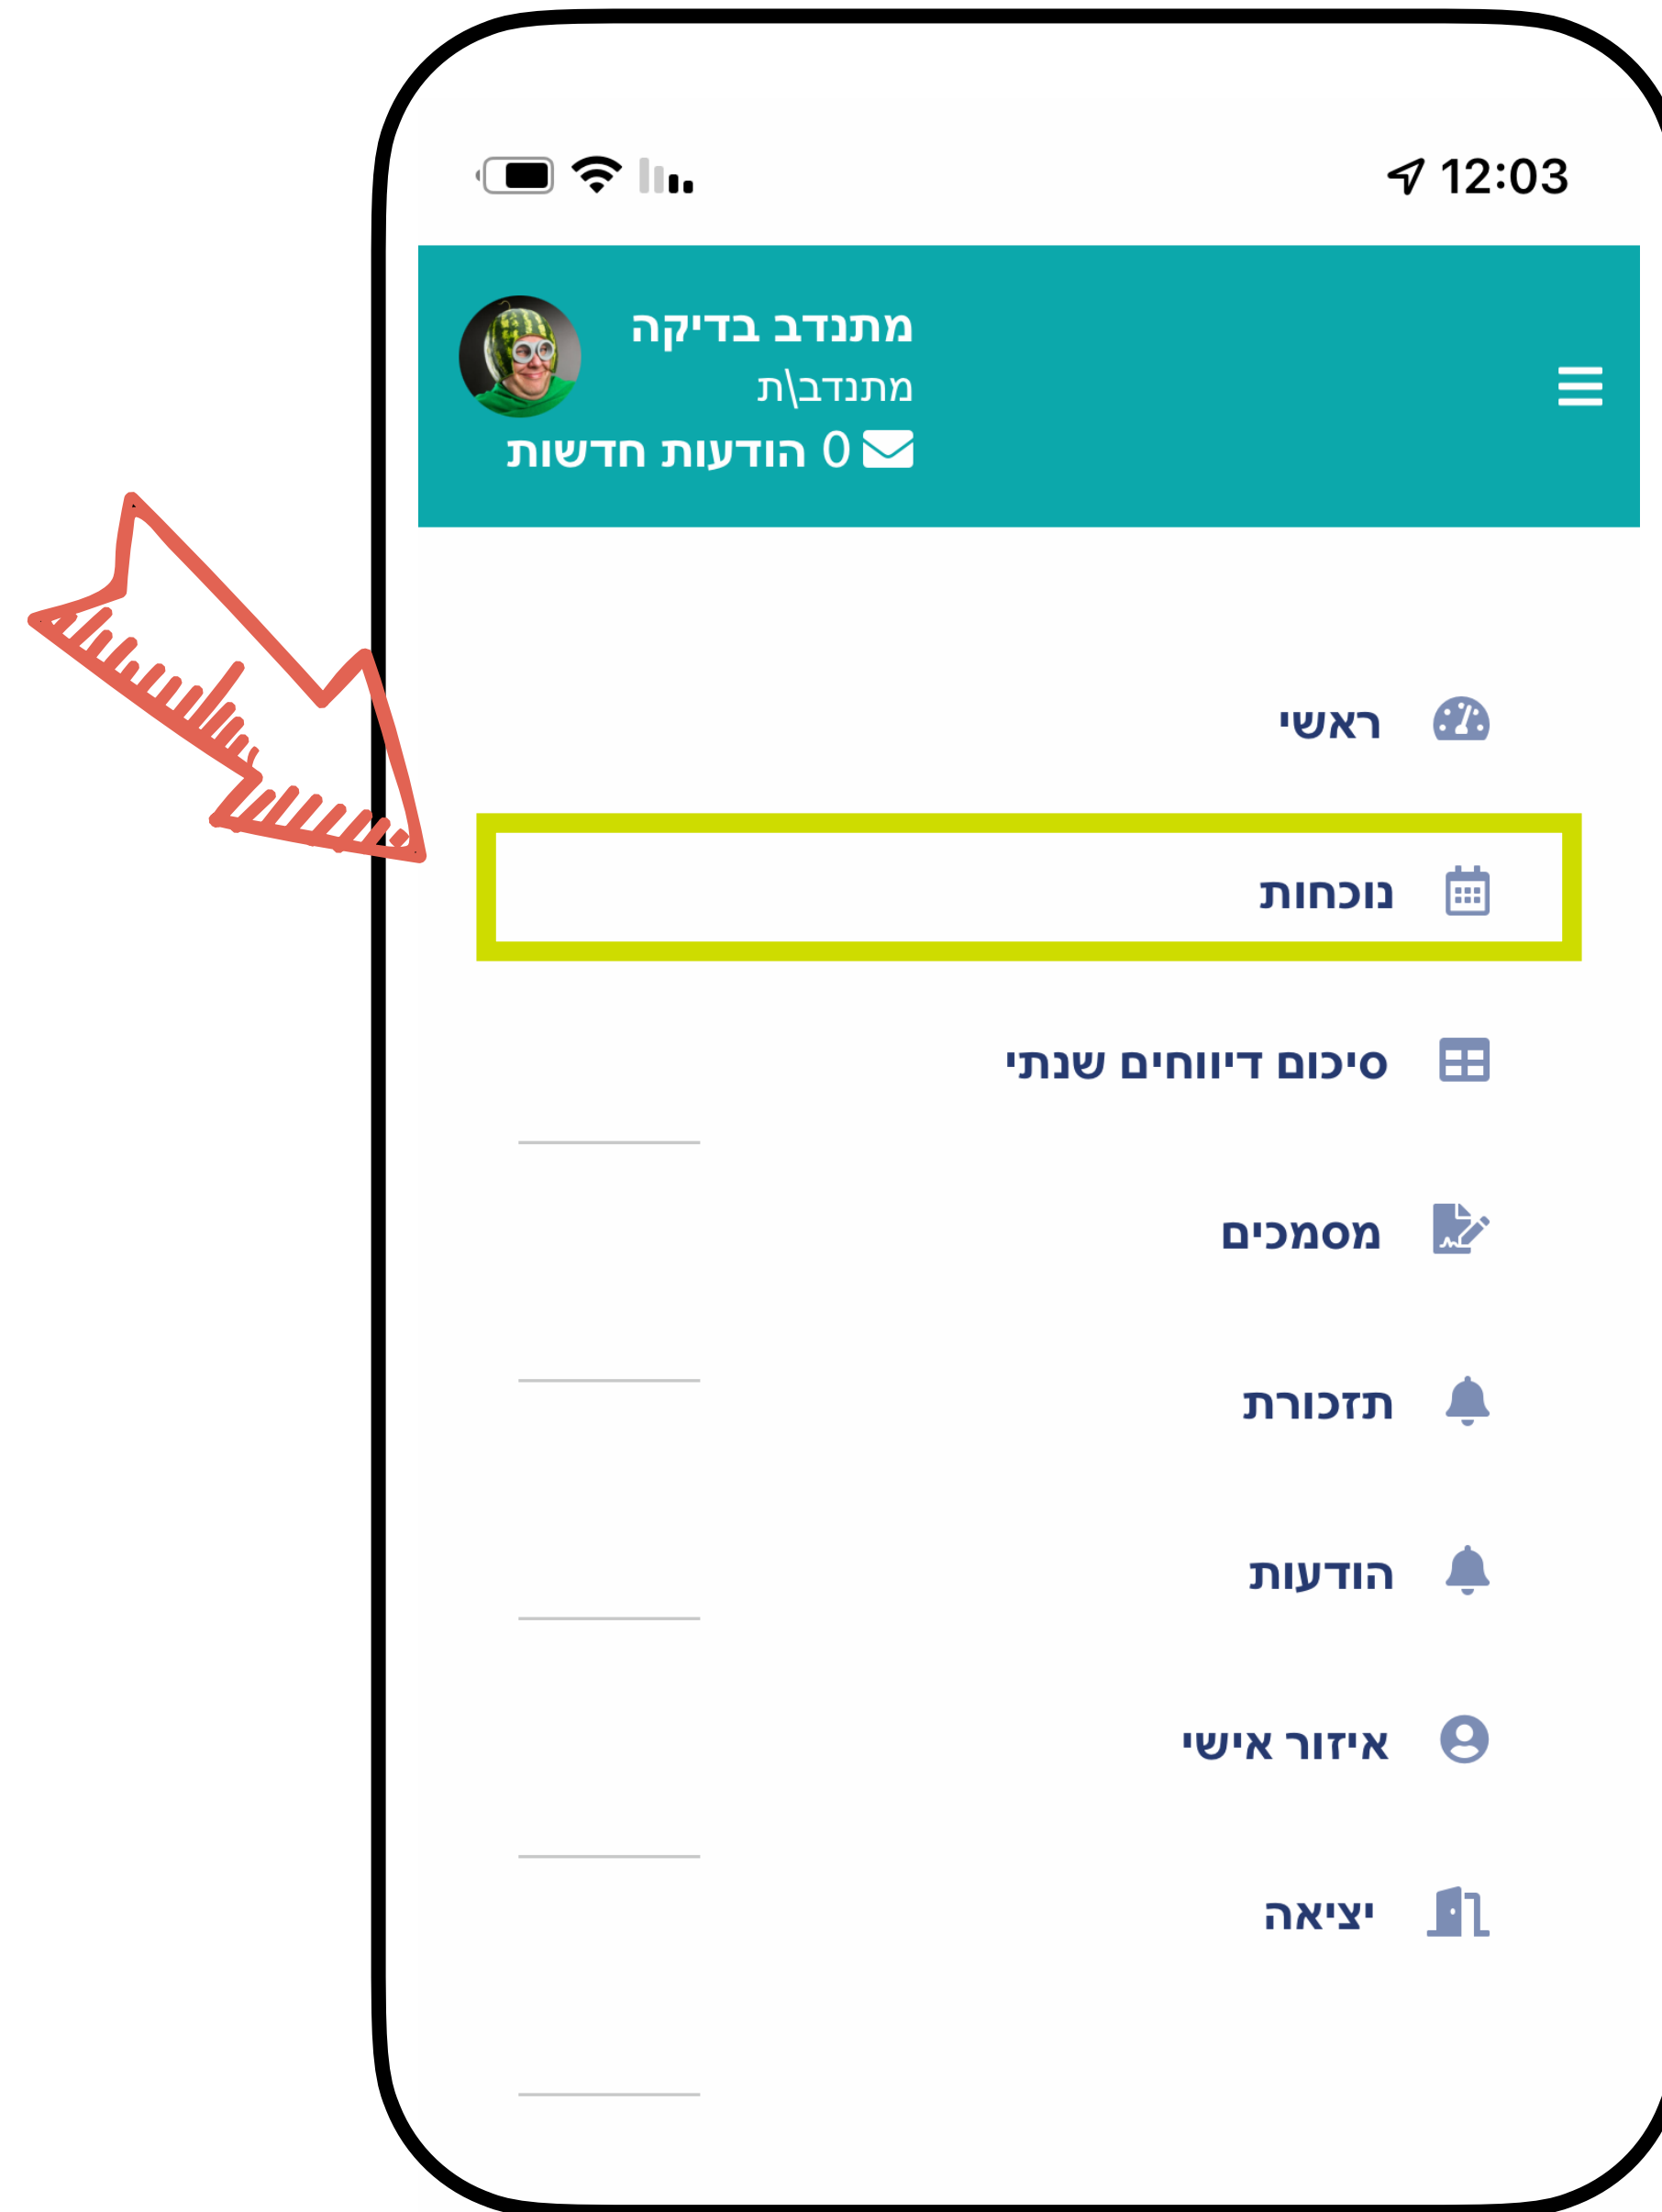 12:03
מתנדב בדיקה
מתנדב\ת
0 הודעות חדשות
ראשי
נוכחות
סיכום דיווחים שנתי
מסמכים
תזכורת
הודעות
איזור אישי
יציאה